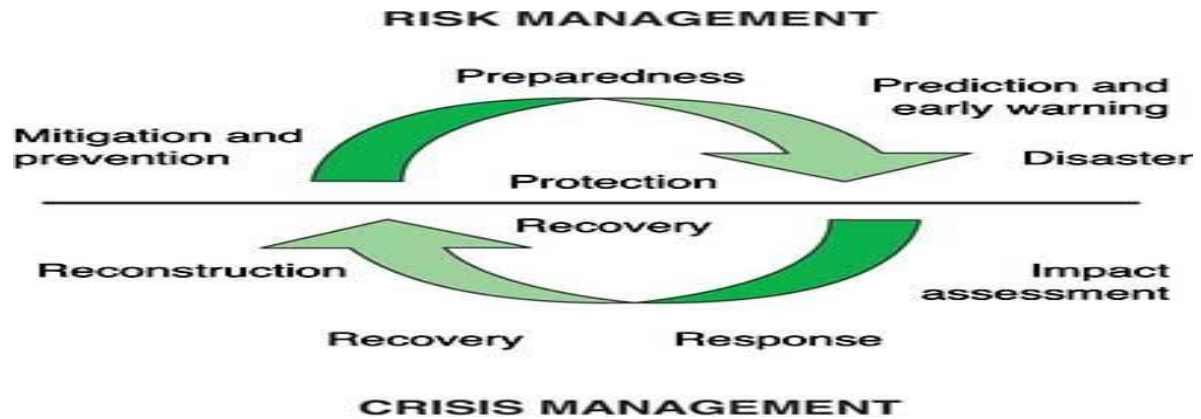 RISK MANAGEMENT
Preparedness
Prediction and
early warning
Mitigation and
prevention
Disaster
Protection
Recovery
Reconstruction
Impact
assessment
Recovery
Response
CRISIS MANAGEMENT